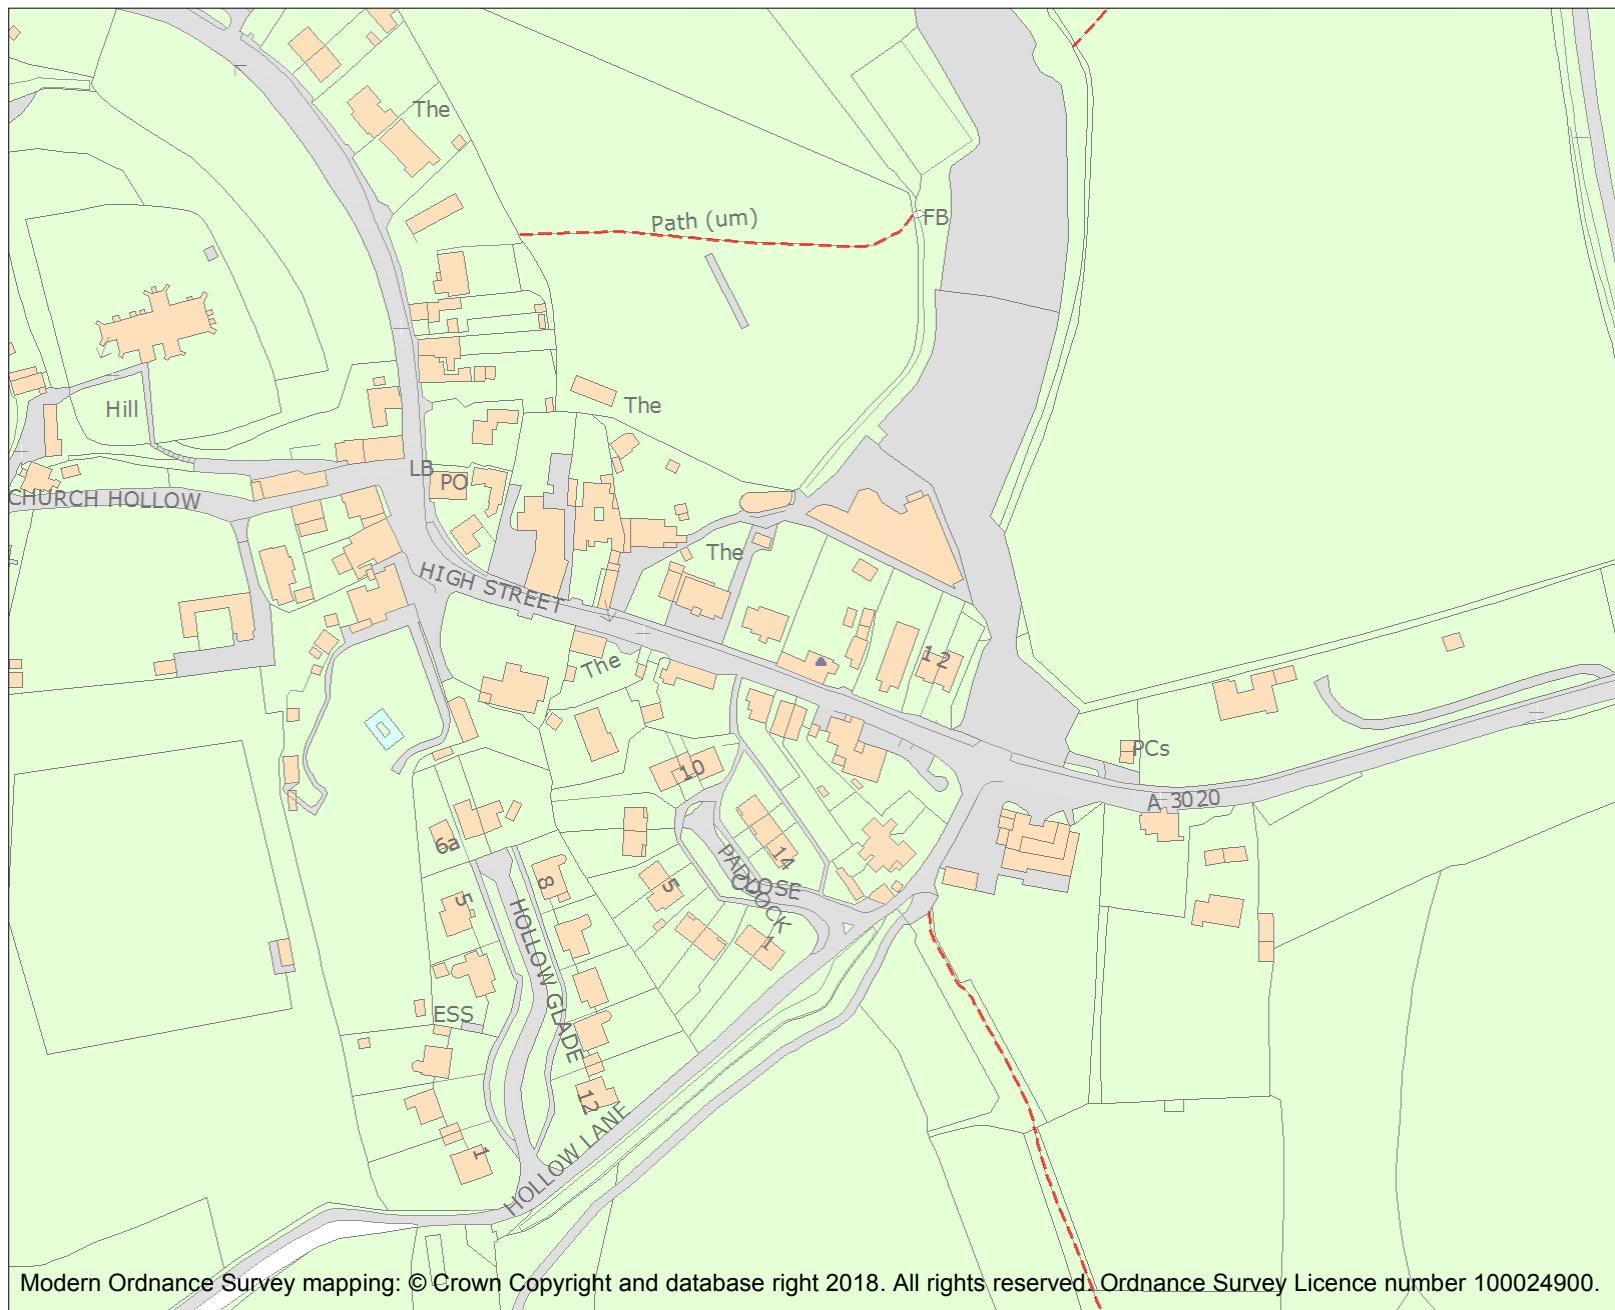 The
Path (um)
FB
Hill
The
LB
PO
CHURCH HOLLOW
The
HIGH STREET
The
12
10
PCs
A 3020
6a
14
PADDOCK
CLOSE
8
5
5
1
HOLLOW GLADE
ESS
12
1
HOLLOW LANE
Modern Ordnance Survey mapping: © Crown Copyright and database right 2018. All rights reserved. Ordnance Survey Licence number 100024900.